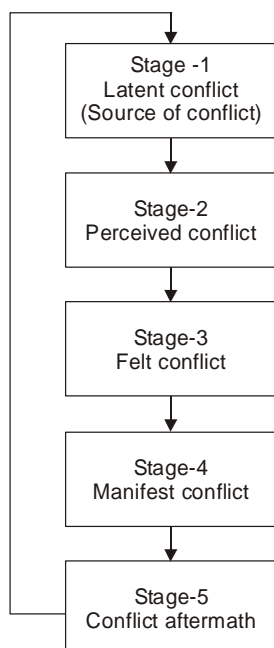 Stage -1
Latent conflict
(Source of conflict)
Stage-2
Perceived conflict
Stage-3
Felt conflict
Stage-4
Manifest conflict
Stage-5
Conflict aftermath